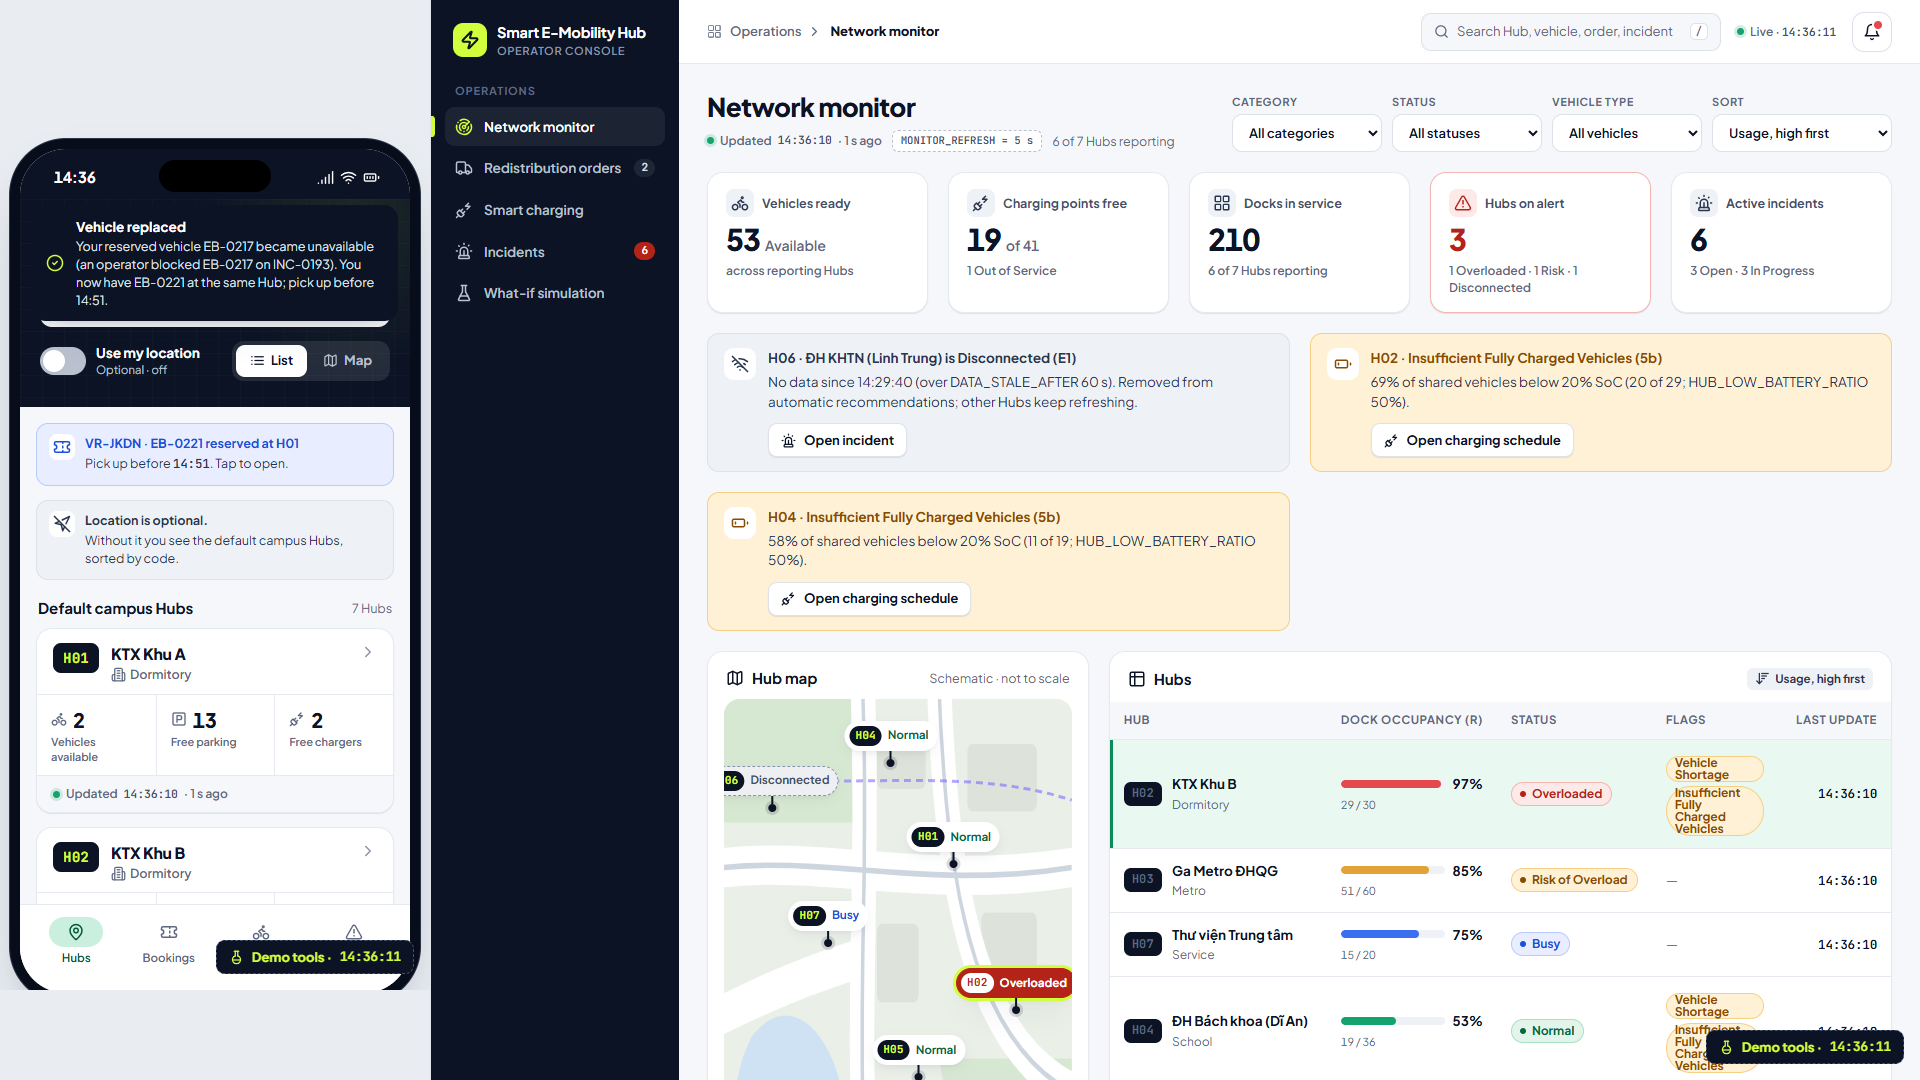 14:36
Vehicle replaced
Your reserved vehicle EB-0217 became unavailable
(an operator blocked EB-0217 on INC-0193). You
now have EB-0221 at the same Hub; pick up before
14:51.
Use my location
Optional · off
List
Map
VR-JKDN · EB-0221 reserved at H01
Pick up before 14:51. Tap to open.
Location is optional.
Without it you see the default campus Hubs,
sorted by code.
Default campus Hubs
7 Hubs
H01
KTX Khu A
Dormitory
2
Vehicles
available
13
Free parking
2
Free chargers
Updated 14:36:10 · 1 s ago
H02
KTX Khu B
Dormitory
Hubs
Bookings
Demo tools · 14:36:11
Smart E-Mobility Hub
OPERATOR CONSOLE
OPERATIONS
Network monitor
Redistribution orders
2
Smart charging
Incidents
6
What-if simulation
Operations
Network monitor
Search Hub, vehicle, order, incident
/
Live · 14:36:11
Network monitor
Updated 14:36:10 · 1 s ago
MONITOR_REFRESH = 5 s
6 of 7 Hubs reporting
CATEGORY
All categories
STATUS
All statuses
VEHICLE TYPE
All vehicles
SORT
Usage, high first
Vehicles ready
53 Available
across reporting Hubs
Charging points free
19 of 41
1 Out of Service
Docks in service
210
6 of 7 Hubs reporting
Hubs on alert
3
1 Overloaded · 1 Risk · 1
Disconnected
Active incidents
6
3 Open · 3 In Progress
H06 · ĐH KHTN (Linh Trung) is Disconnected (E1)
No data since 14:29:40 (over DATA_STALE_AFTER 60 s). Removed from
automatic recommendations; other Hubs keep refreshing.
Open incident
H02 · Insufficient Fully Charged Vehicles (5b)
69% of shared vehicles below 20% SoC (20 of 29; HUB_LOW_BATTERY_RATIO
50%).
Open charging schedule
H04 · Insufficient Fully Charged Vehicles (5b)
58% of shared vehicles below 20% SoC (11 of 19; HUB_LOW_BATTERY_RATIO
50%).
Open charging schedule
Hub map
Schematic · not to scale
H04 Normal
06 Disconnected
H01 Normal
H07 Busy
H02 Overloaded
H05 Normal
Hubs
Usage, high first
HUB
DOCK OCCUPANCY (R)
STATUS
FLAGS
LAST UPDATE
H02
KTX Khu B
Dormitory
97%
29 / 30
Overloaded
Vehicle
Shortage
Insufficient
Fully
Charged
Vehicles
14:36:10
H03
Ga Metro ĐHQG
Metro
85%
51 / 60
Risk of Overload
—
14:36:10
H07
Thư viện Trung tâm
Service
75%
15 / 20
Busy
—
14:36:10
H04
ĐH Bách khoa (Dĩ An)
School
53%
19 / 36
Normal
Vehicle
Shortage
Insufficient
Fully
Charged
Vehicles
Demo tools · 14:36:11